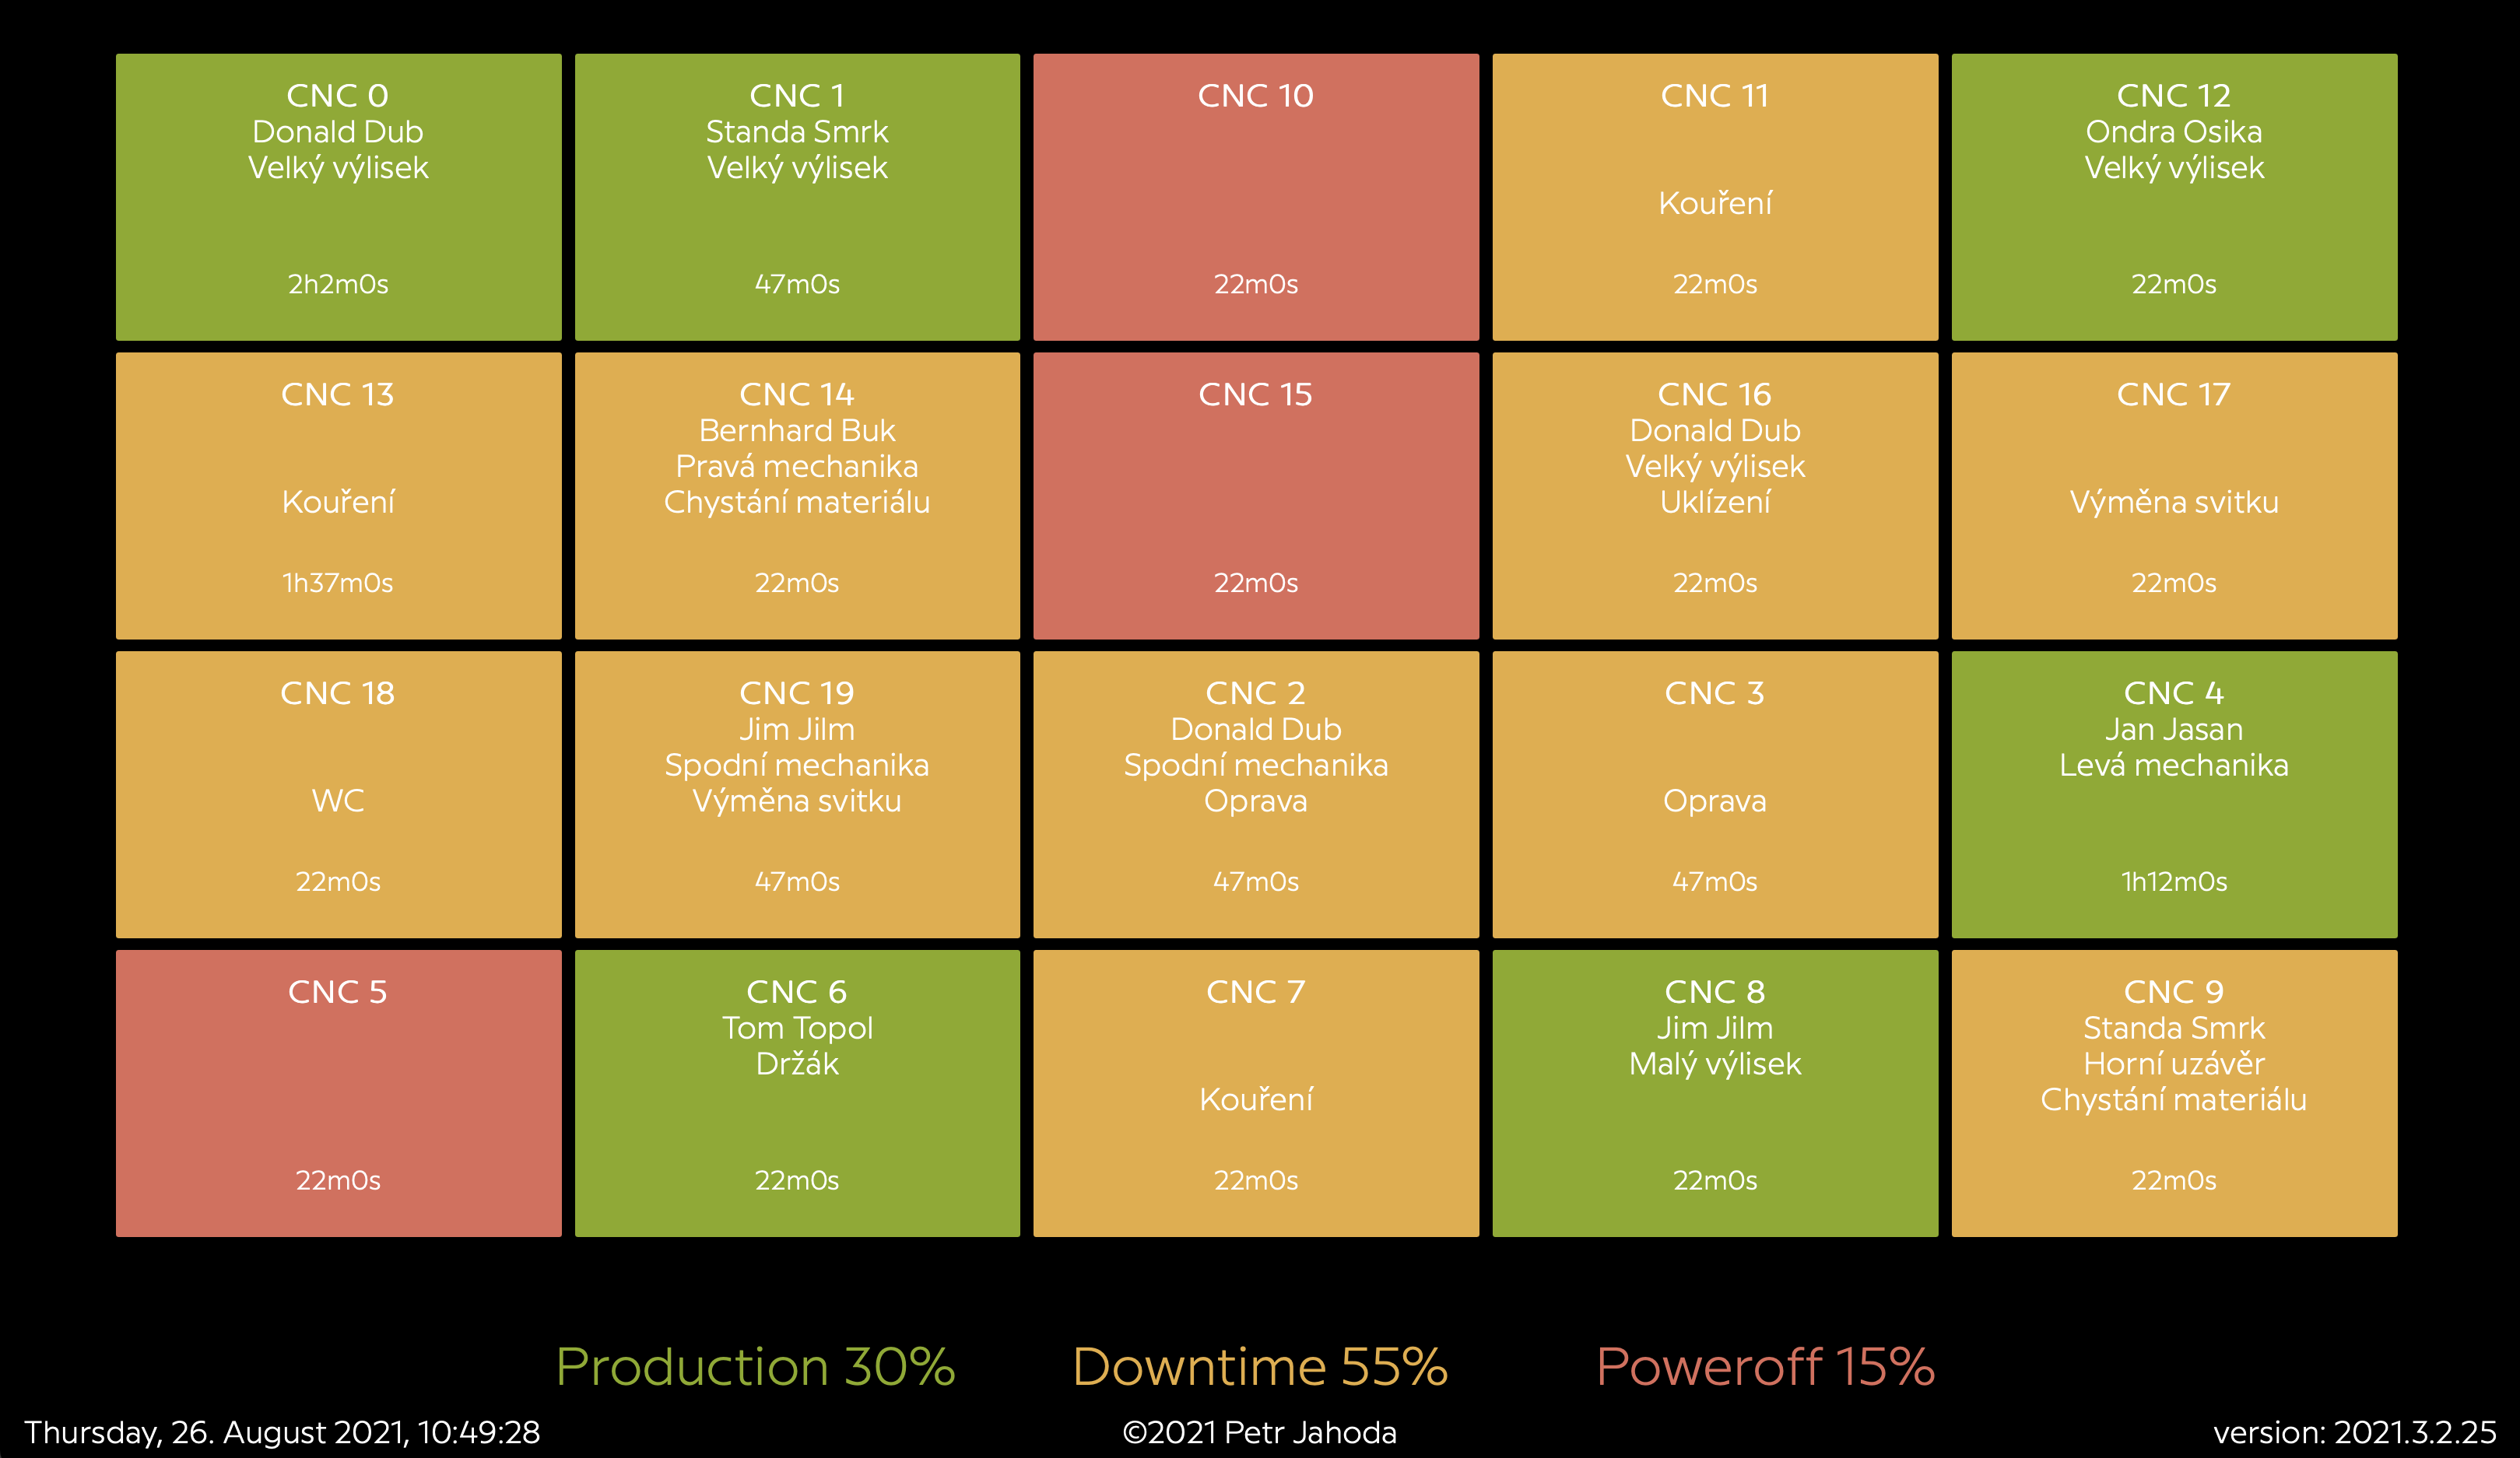 CNC 0
Donald Dub
Velký výlisek
2h2m0s
CNC 1
Standa Smrk
Velký výlisek
47m0s
CNC 10
22m0s
CNC 11
Kouření
22m0s
CNC 12
Ondra Osika
Velký výlisek
22m0s
CNC 13
Kouření
1h37m0s
CNC 14
Bernhard Buk
Pravá mechanika
Chystání materiálu
22m0s
CNC 15
22m0s
CNC 16
Donald Dub
Velký výlisek
Uklízení
22m0s
CNC 17
Výměna svitku
22m0s
CNC 18
WC
22m0s
CNC 19
Jim Jilm
Spodní mechanika
Výměna svitku
47m0s
CNC 2
Donald Dub
Spodní mechanika
Oprava
47m0s
CNC 3
Oprava
47m0s
CNC 4
Jan Jasan
Levá mechanika
1h12m0s
CNC 5
22m0s
CNC 6
Tom Topol
Držák
22m0s
CNC 7
Kouření
22m0s
CNC 8
Jim Jilm
Malý výlisek
22m0s
CNC 9
Standa Smrk
Horní uzávěr
Chystání materiálu
22m0s
Production 30%
Downtime 55%
Poweroff 15%
Thursday, 26. August 2021, 10:49:28
©2021 Petr Jahoda
version: 2021.3.2.25